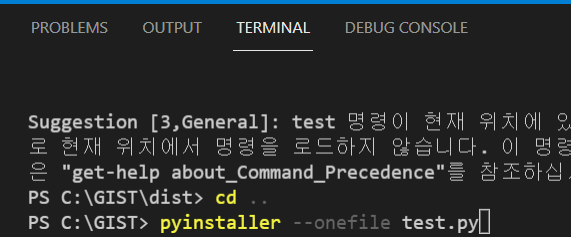 PROBLEMS OUTPUT TERMINAL DEBUG CONSOLE
Suggestion [3,General]: test 명령이 현재 위치에 있
로 현재 위치에서 명령을 로드하지 않습니다. 이 명령
은 "get-help about_Command_Precedence"를 참조하십시
PS C:\GIST\dist> cd ..
PS C:\GIST> pyinstaller --onefile test.py